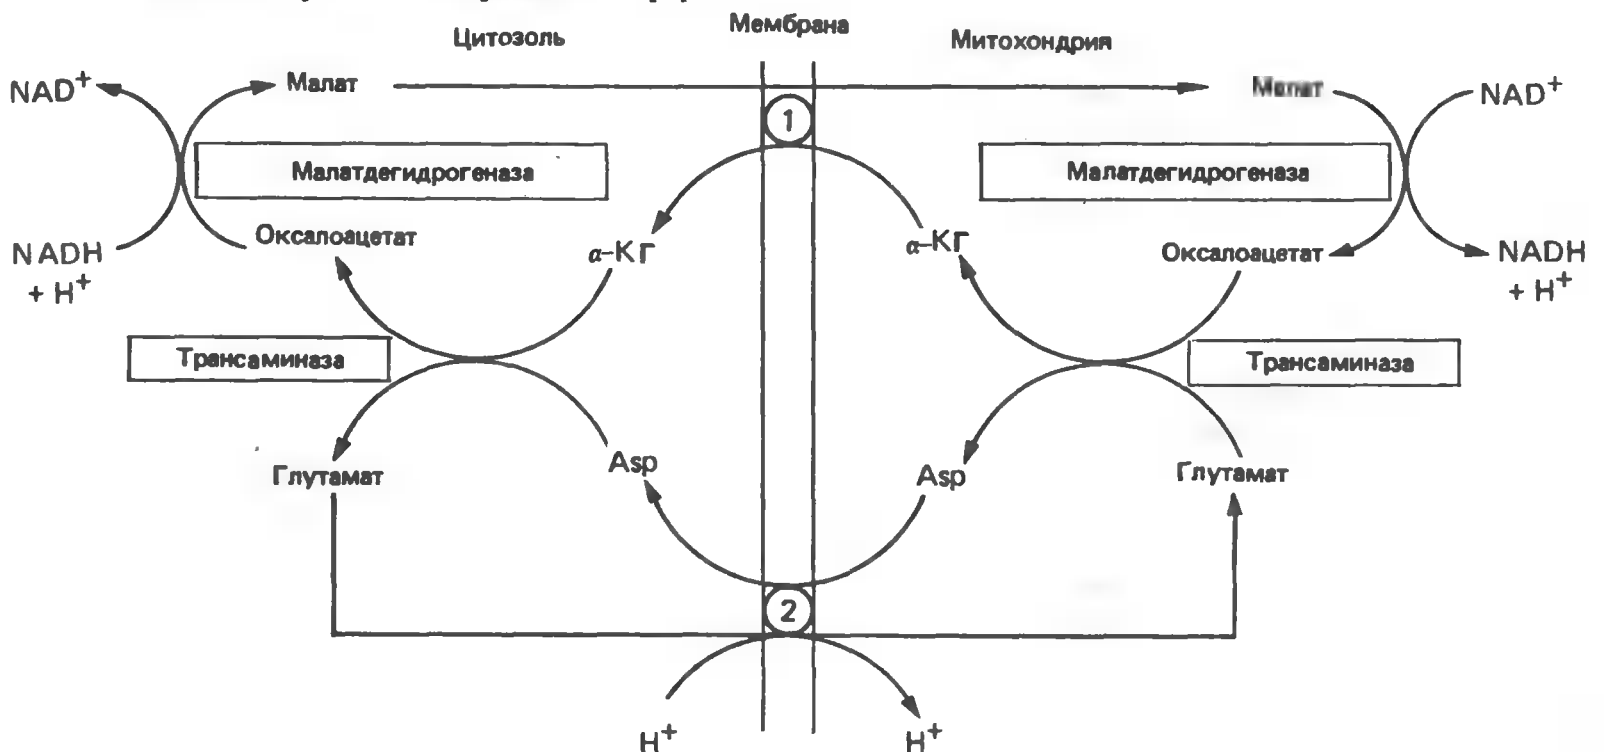 Цитозоль
Мембрана
Митохондрия
NAD⁺
Малат
Малат
NAD⁺
1
Малатдегидрогеназа
Малатдегидрогеназа
NADH
+ H⁺
Оксалоацетат
α-КГ
α-КГ
Оксалоацетат
NADH
+ H⁺
Трансаминаза
Трансаминаза
Глутамат
Asp
Asp
Глутамат
2
H⁺
H⁺